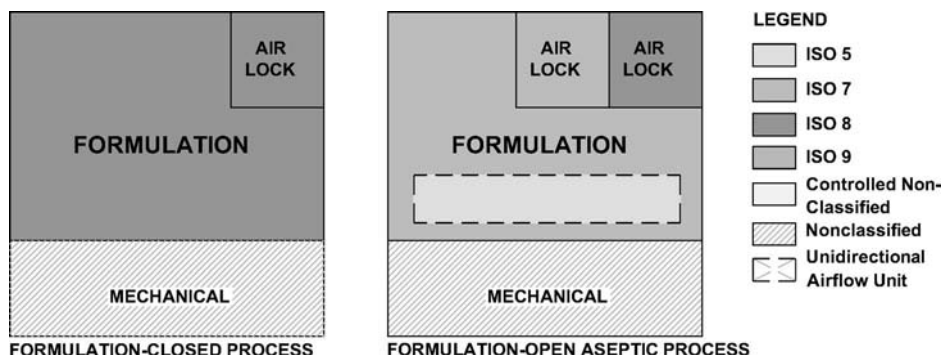 AIR
LOCK
FORMULATION
MECHANICAL
FORMULATION-CLOSED PROCESS
AIR
LOCK
AIR
LOCK
FORMULATION
MECHANICAL
FORMULATION-OPEN ASEPTIC PROCESS
LEGEND
ISO 5
ISO 7
ISO 8
ISO 9
Controlled Non-
Classified
Nonclassified
Unidirectional
Airflow Unit